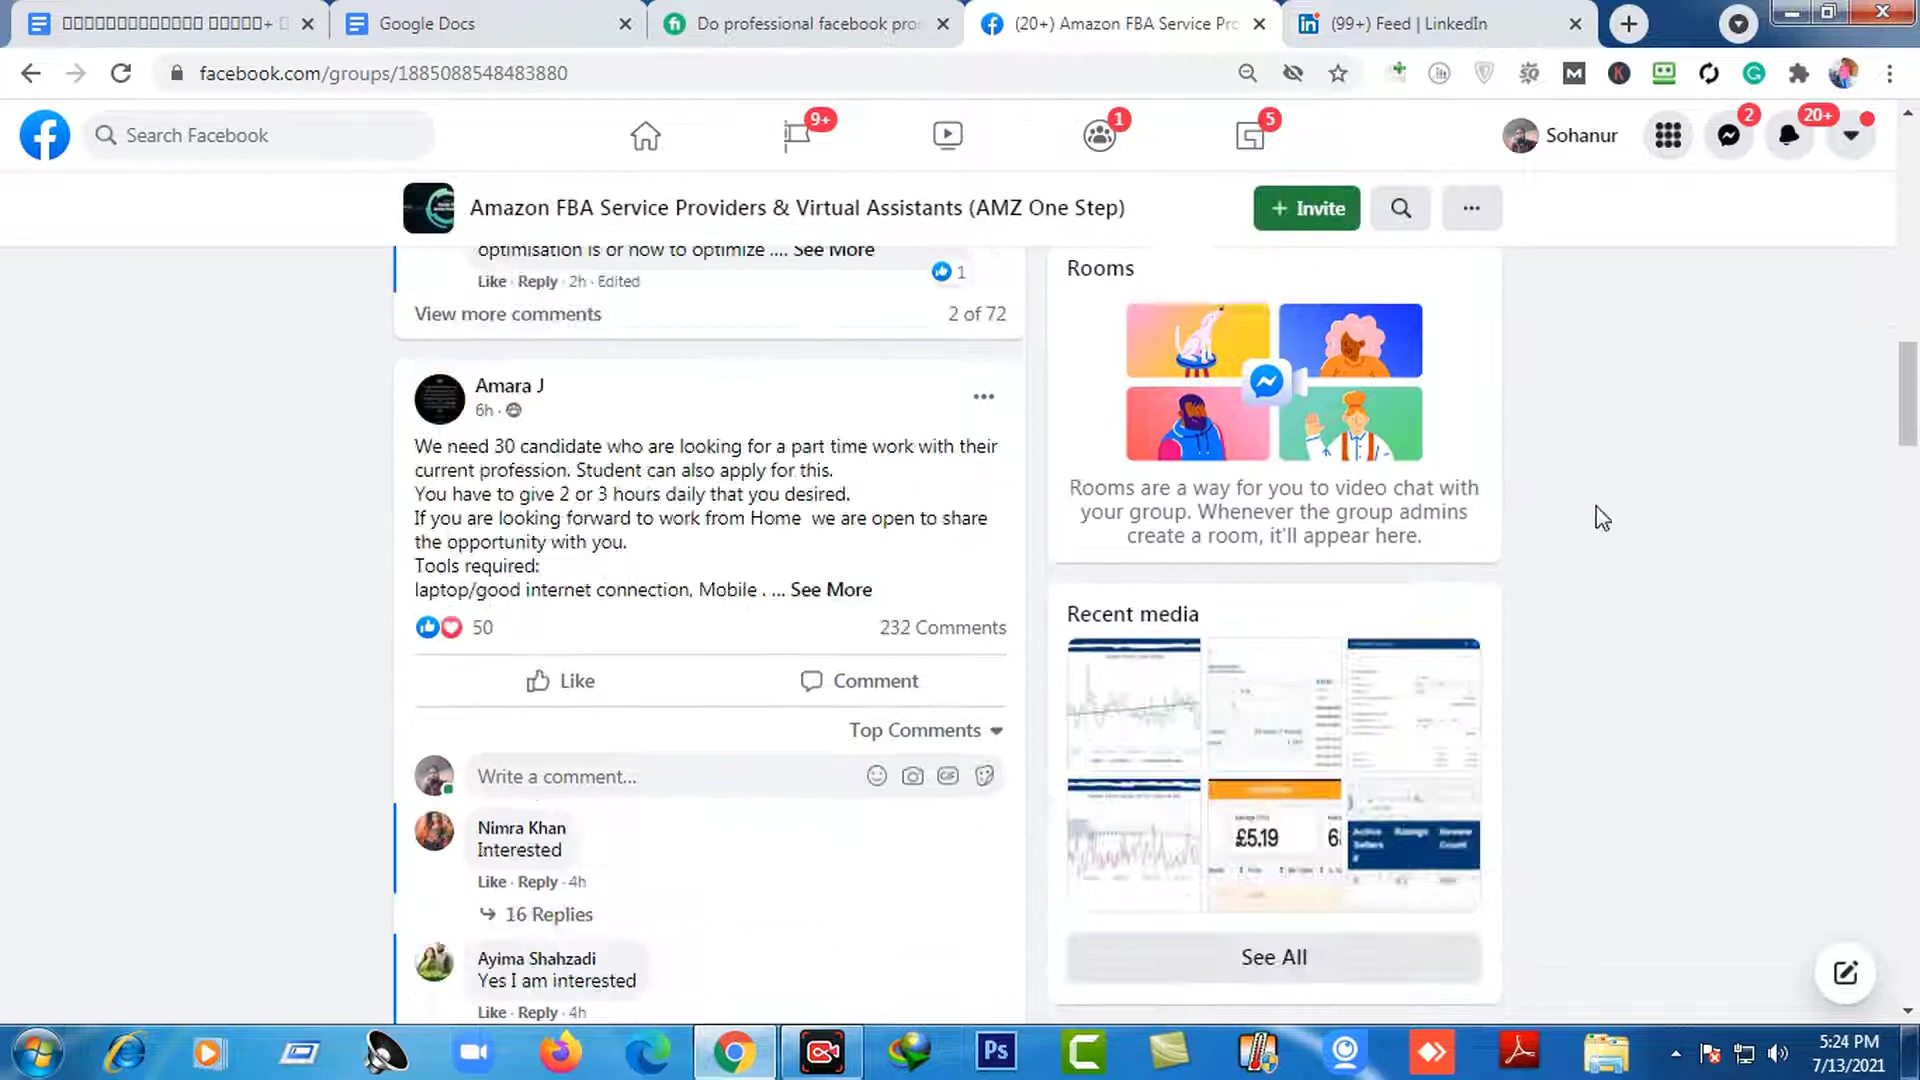 Google Docs
Do professional facebook pro
(20+) Amazon FBA Service Pro
(99+) Feed | LinkedIn
facebook.com/groups/1885088548483880
Search Facebook
9+
1
5
Sohanur
2
20+
Amazon FBA Service Providers & Virtual Assistants (AMZ One Step)
+ Invite
optimisation is or how to optimize .... See More
Like · Reply · 2h · Edited
1
View more comments
2 of 72
Amara J
6h ·
We need 30 candidate who are looking for a part time work with their
current profession. Student can also apply for this.
You have to give 2 or 3 hours daily that you desired.
If you are looking forward to work from Home we are open to share
the opportunity with you.
Tools required:
laptop/good internet connection, Mobile . ... See More
50
232 Comments
Like
Comment
Top Comments
Write a comment...
GIF
Nimra Khan
Interested
Like · Reply · 4h
16 Replies
Ayima Shahzadi
Yes I am interested
Like · Reply · 4h
Rooms
Rooms are a way for you to video chat with
your group. Whenever the group admins
create a room, it'll appear here.
Recent media
£5.19
Active
Sellers
Ratings
Review
Count
See All
Ps
5:24 PM
7/13/2021